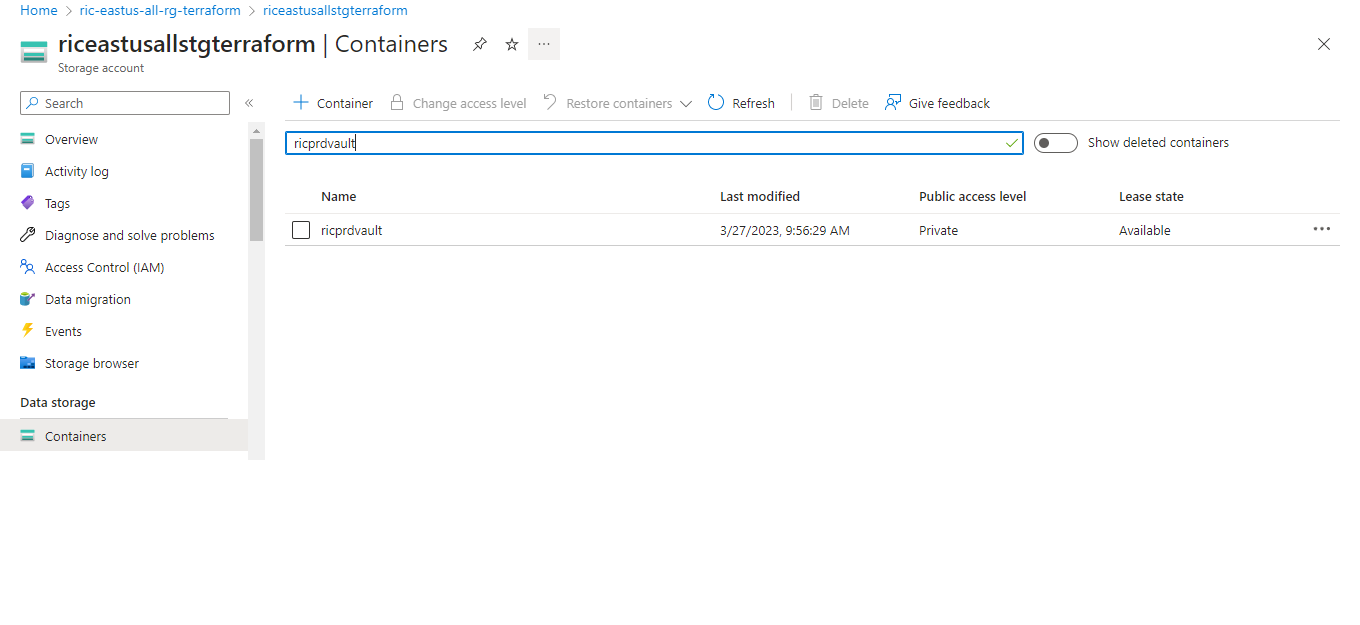 Home > ric-eastus-all-rg-terraform > riceastusallstgterraform
riceastusallstgterraform | Containers
Storage account
Search
Container Change access level Restore containers Refresh Delete Give feedback
ricprdvault Show deleted containers
Overview
Activity log
Tags
Diagnose and solve problems
Access Control (IAM)
Data migration
Events
Storage browser
Data storage
Containers
Name Last modified Public access level Lease state
ricprdvault 3/27/2023, 9:56:29 AM Private Available